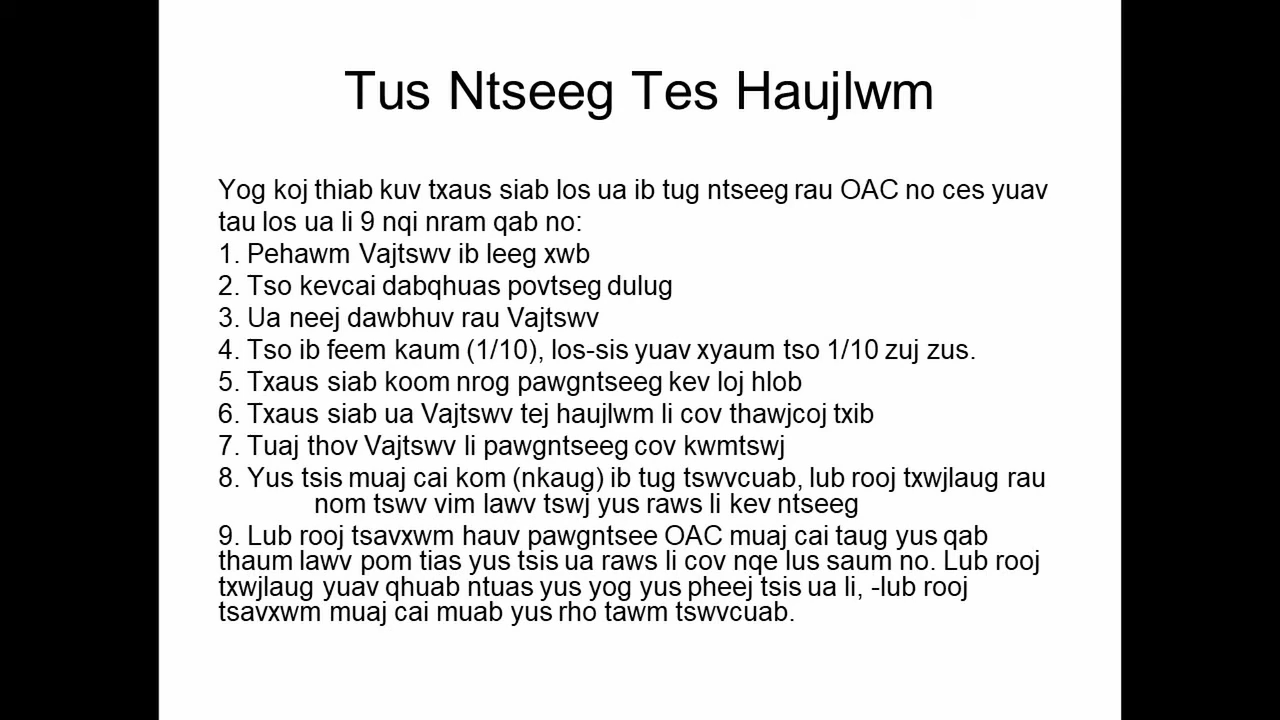 Tus Ntseeg Tes Haujlwm
Yog koj thiab kuv txaus siab los ua ib tug ntseeg rau OAC no ces yuav
tau los ua li 9 nqi nram qab no:
1. Pehawm Vajtswv ib leeg xwb
2. Tso kevcai dabqhuas povtseg dulug
3. Ua neej dawbhuv rau Vajtswv
4. Tso ib feem kaum (1/10), los-sis yuav xyaum tso 1/10 zuj zus.
5. Txaus siab koom nrog pawgntseeg kev loj hlob
6. Txaus siab ua Vajtswv tej haujlwm li cov thawjcoj txib
7. Tuaj thov Vajtswv li pawgntseeg cov kwmtswj
8. Yus tsis muaj cai kom (nkaug) ib tug tswvcuab, lub rooj txwjlaug rau
nom tswv vim lawv tswj yus raws li kev ntseeg
9. Lub rooj tsavxwm hauv pawgntsee OAC muaj cai taug yus qab
thaum lawv pom tias yus tsis ua raws li cov nqe lus saum no. Lub rooj
txwjlaug yuav qhuab ntuas yus yog yus pheej tsis ua li, -lub rooj
tsavxwm muaj cai muab yus rho tawm tswvcuab.